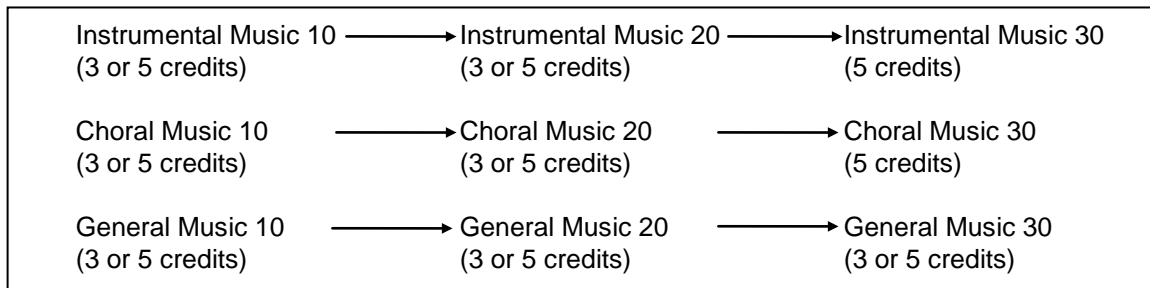 Instrumental Music 10 Instrumental Music 20 Instrumental Music 30
(3 or 5 credits) (3 or 5 credits) (5 credits)
Choral Music 10 Choral Music 20 Choral Music 30
(3 or 5 credits) (3 or 5 credits) (5 credits)
General Music 10 General Music 20 General Music 30
(3 or 5 credits) (3 or 5 credits) (3 or 5 credits)